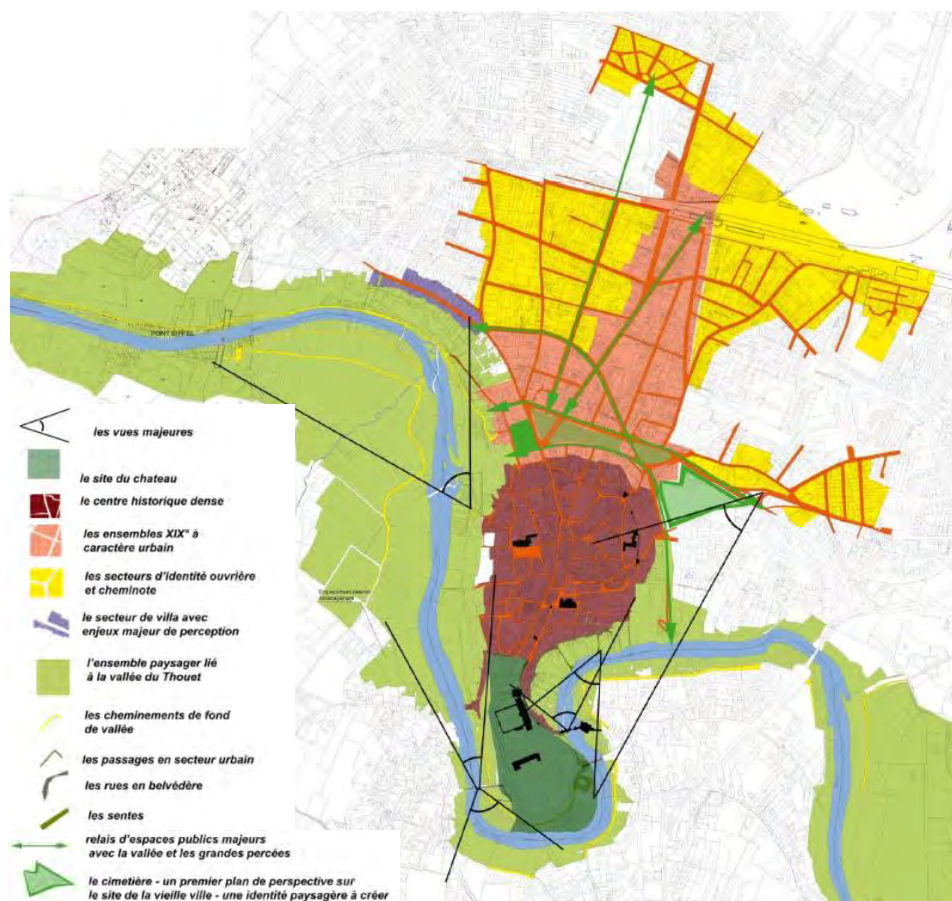 PONT EIFFEL
les vues majeures
le site du chateau
le centre historique dense
les ensembles XIX° à
caractère urbain
les secteurs d'identité ouvrière
et cheminote
le secteur de villa avec
enjeux majeur de perception
l'ensemble paysager lié
à la vallée du Thouet
les cheminements de fond
de vallée
les passages en secteur urbain
les rues en belvédère
les sentes
relais d'espaces publics majeurs
avec la vallée et les grandes percées
le cimetière - un premier plan de perspective sur
le site de la vieille ville - une identité paysagère à créer